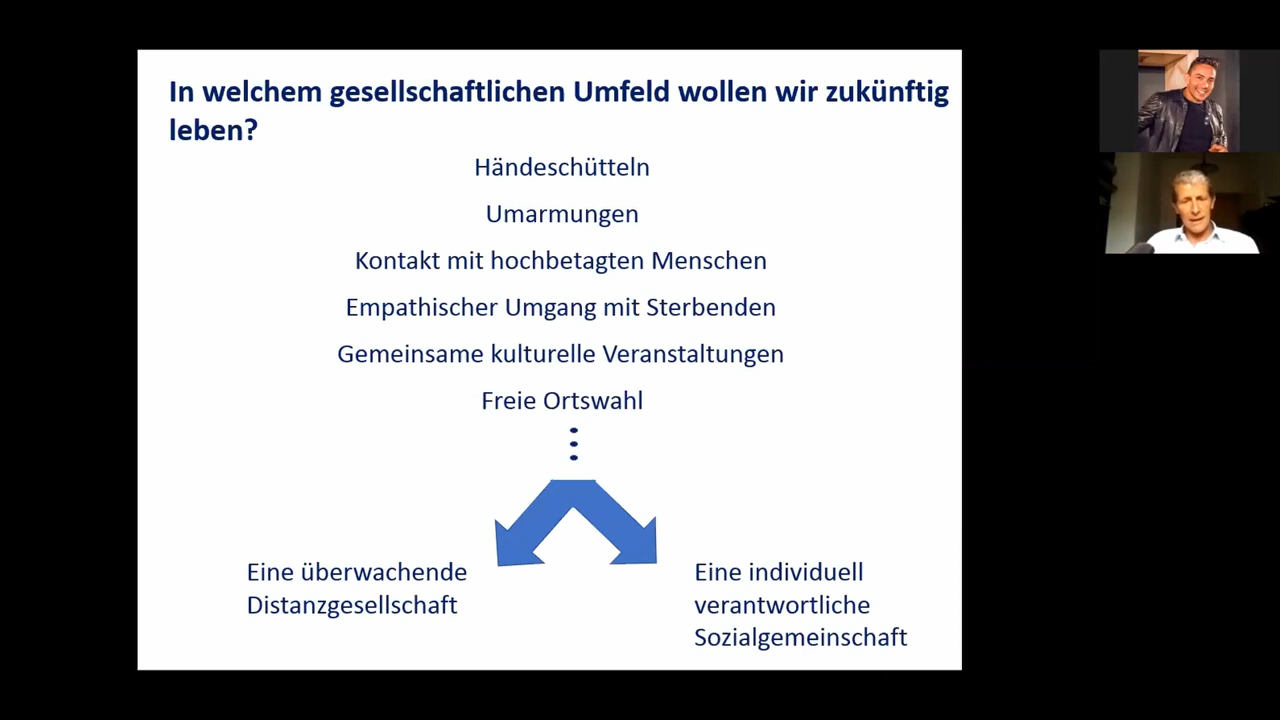 In welchem gesellschaftlichen Umfeld wollen wir zukünftig
leben?
Händeschütteln
Umarmungen
Kontakt mit hochbetagten Menschen
Empathischer Umgang mit Sterbenden
Gemeinsame kulturelle Veranstaltungen
Freie Ortswahl
Eine überwachende
Distanzgesellschaft
Eine individuell
verantwortliche
Sozialgemeinschaft